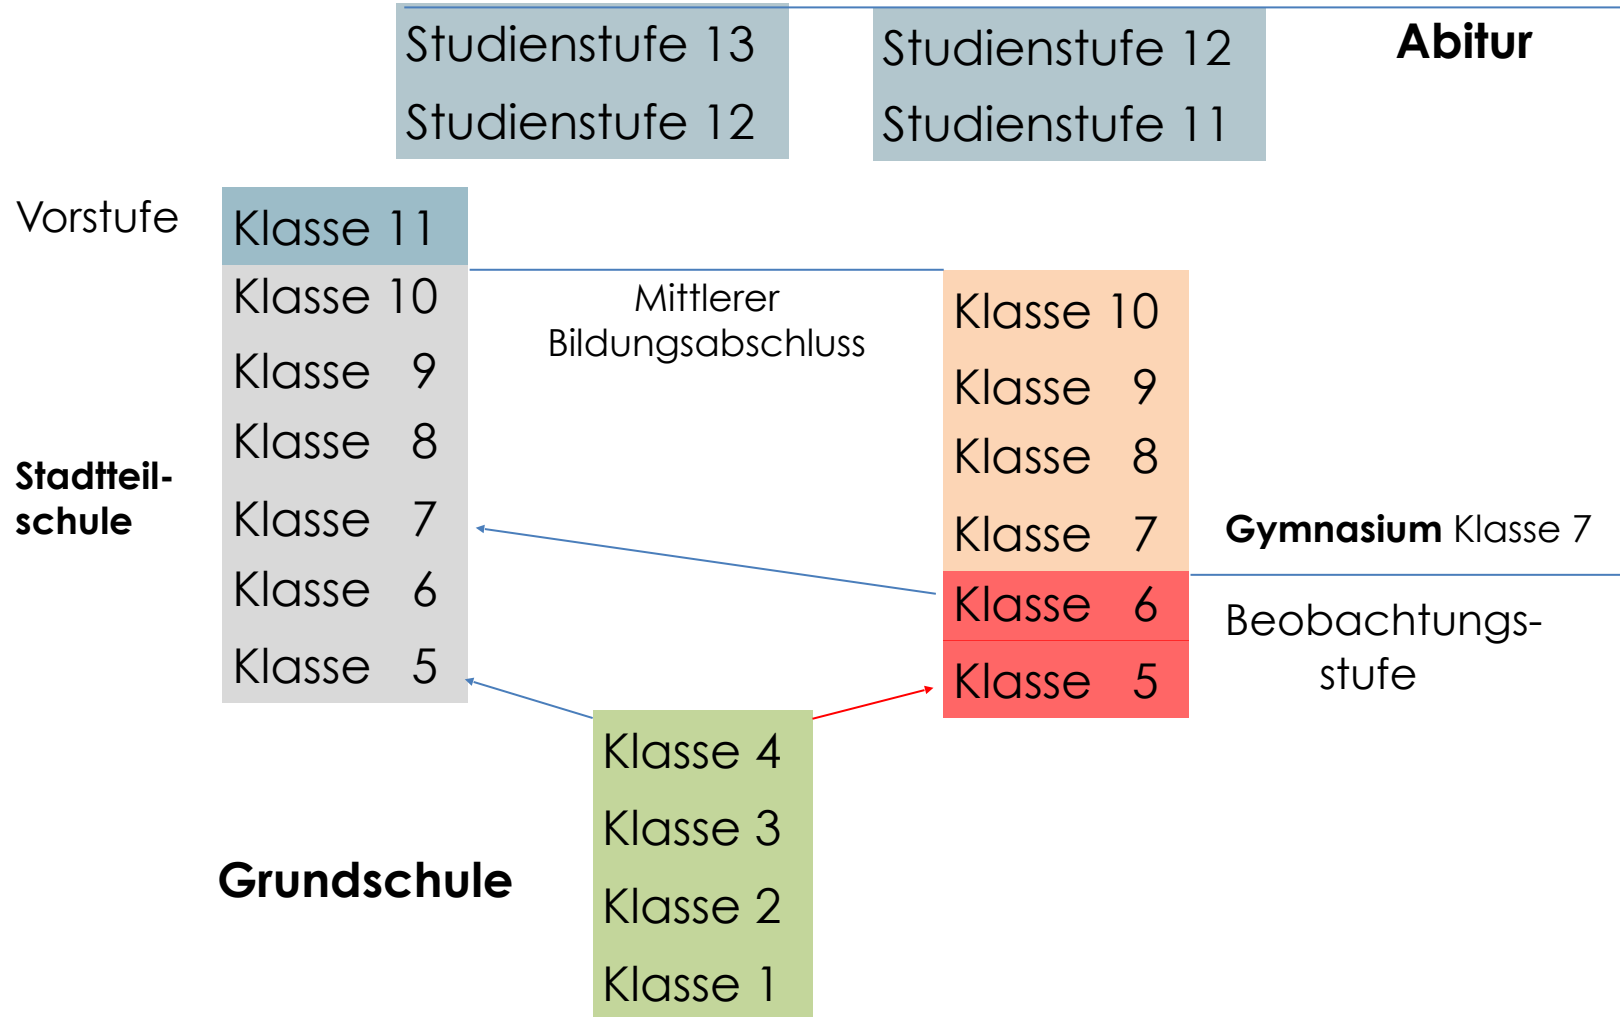 Studienstufe 13
Studienstufe 12
Studienstufe 12
Studienstufe 11
Abitur
Vorstufe
Klasse 11
Klasse 10
Klasse 9
Klasse 8
Klasse 7
Klasse 6
Klasse 5
Stadtteil-
schule
Mittlerer
Bildungsabschluss
Klasse 10
Klasse 9
Klasse 8
Klasse 7
Klasse 6
Klasse 5
Gymnasium Klasse 7
Beobachtungs-
stufe
Grundschule
Klasse 4
Klasse 3
Klasse 2
Klasse 1